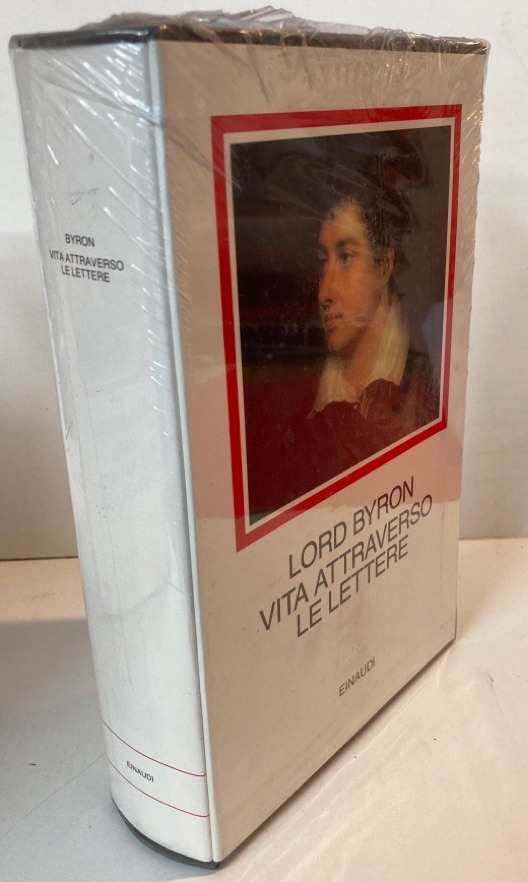 BYRON
VITA ATTRAVERSO
LE LETTERE
EINAUDI
LORD BYRON
VITA ATTRAVERSO
LE LETTERE
EINAUDI